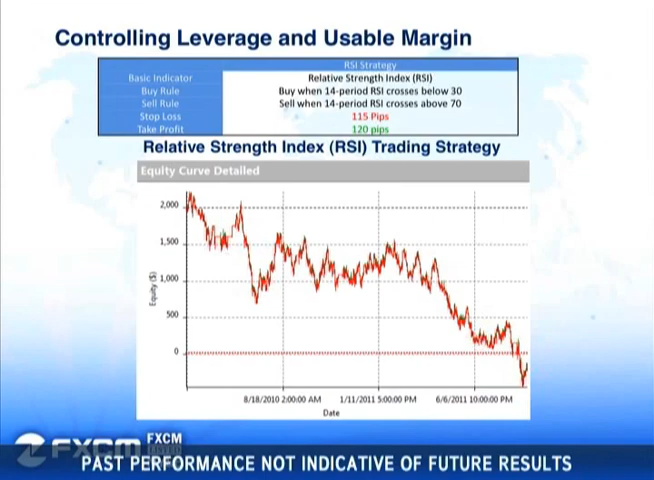 Controlling Leverage and Usable Margin
RSI Strategy
Basic Indicator Relative Strength Index (RSI)
Buy Rule Buy when 14-period RSI crosses below 30
Sell Rule Sell when 14-period RSI crosses above 70
Stop Loss 115 Pips
Take Profit 120 pips
Relative Strength Index (RSI) Trading Strategy
Equity Curve Detailed
2,000
1,500
1,000
500
0
Equity ($)
8/18/2010 2:00:00 AM 1/11/2011 5:00:00 PM 6/6/2011 10:00:00 PM
Date
FXCM FXCM
PAST PERFORMANCE NOT INDICATIVE OF FUTURE RESULTS